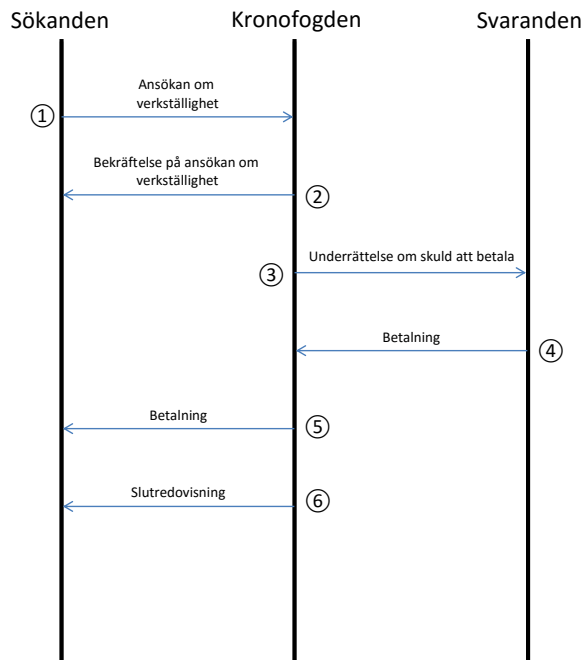 Sökanden
Kronofogden
Svaranden
Ansökan om
verkställighet
①
Bekräftelse på ansökan om
verkställighet
②
③
Underrättelse om skuld att betala
Betalning
④
Betalning
⑤
Slutredovisning
⑥